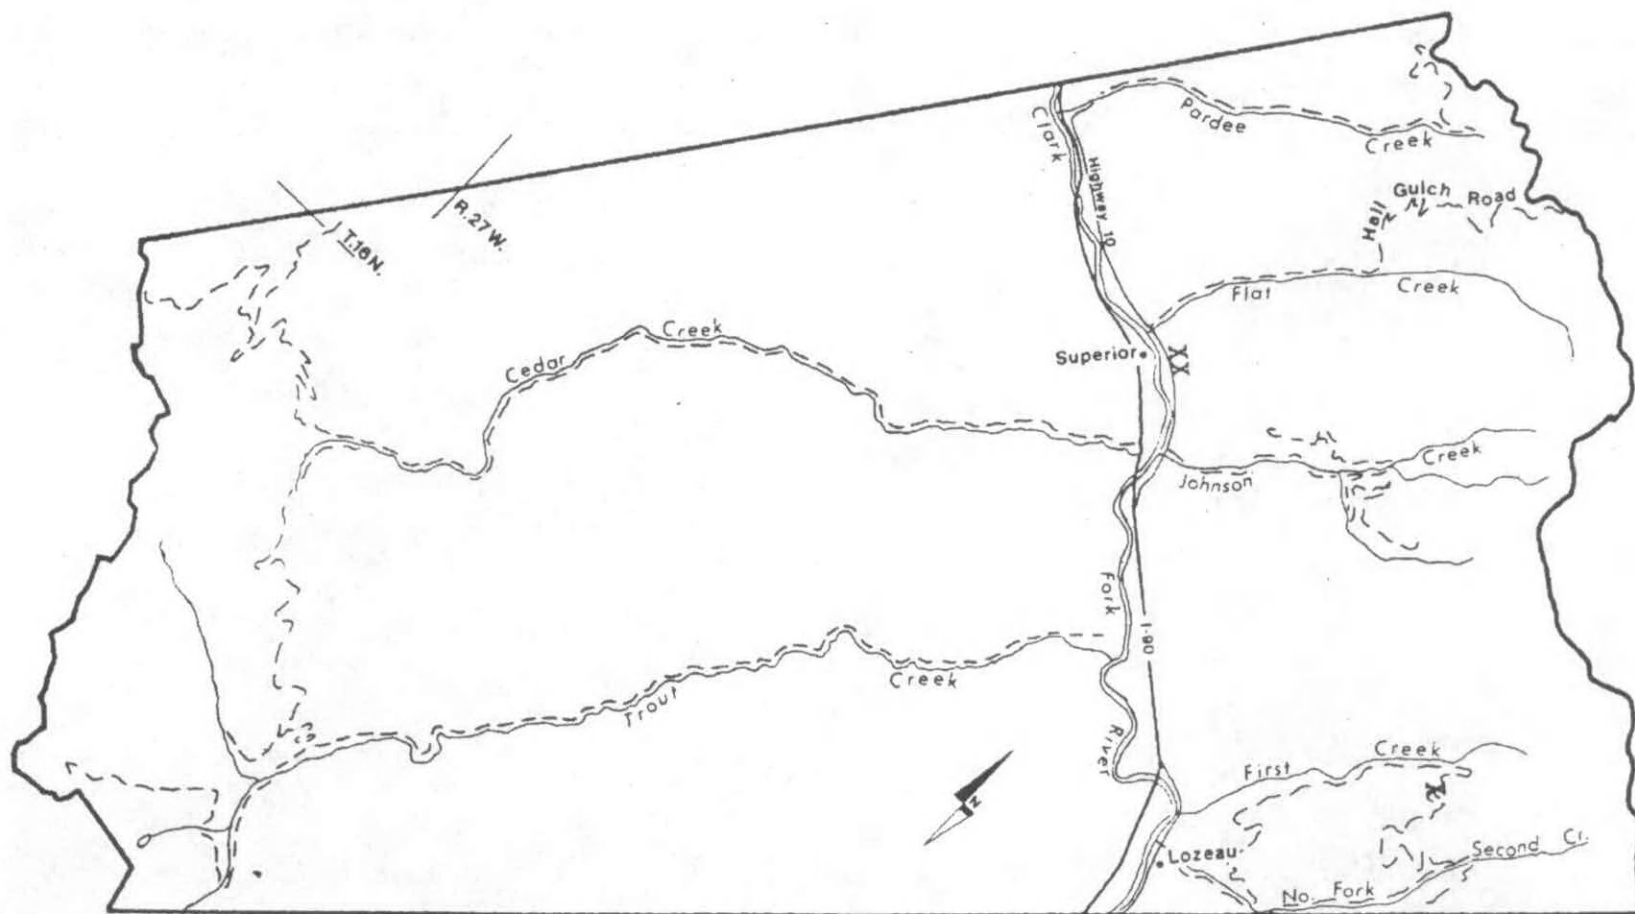 Pardee
Creek
Clark
Highway 10
Hall
Gulch
Road
R.27W.
T.16N.
Flat
Creek
Cedar
Creek
Superior
XX
Johnson
Creek
Fork
I-90
Trout
Creek
River
First
Creek
N
Lozeau
No. Fork
Second Cr.